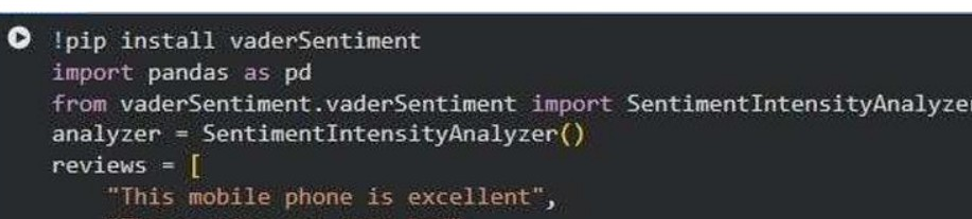 !pip install vaderSentiment
import pandas as pd
from vaderSentiment.vaderSentiment import SentimentIntensityAnalyzer
analyzer = SentimentIntensityAnalyzer()
reviews = [
"This mobile phone is excellent",